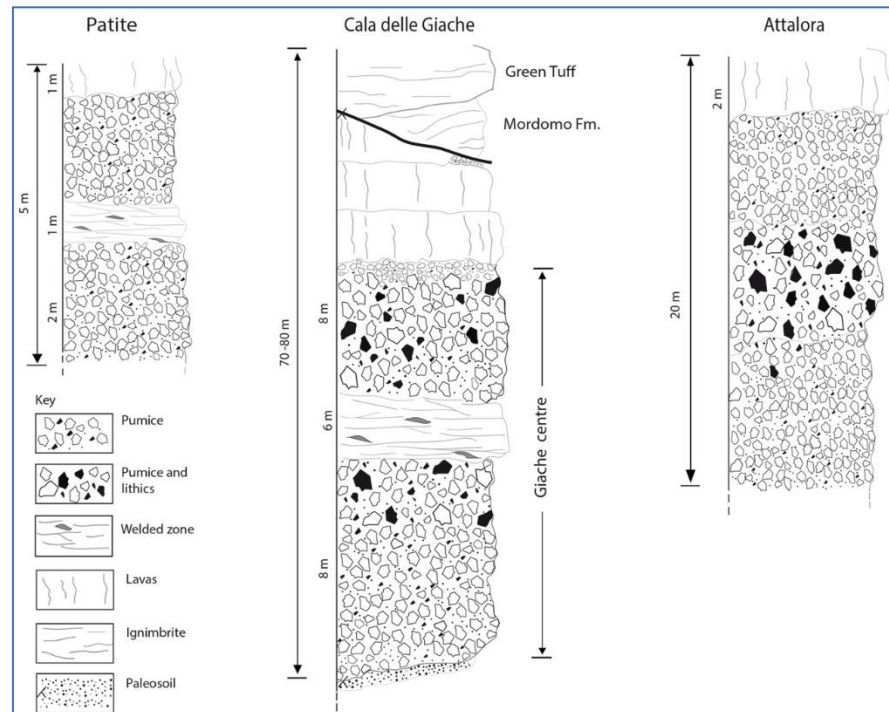 Patite
Cala delle Giache
Attalora
1 m
5 m
1 m
2 m
Green Tuff
Mordomo Fm.
70 -80 m
8 m
6 m
8 m
Giache centre
2 m
20 m
Key
Pumice
Pumice and
lithics
Welded zone
Lavas
Ignimbrite
Paleosoil